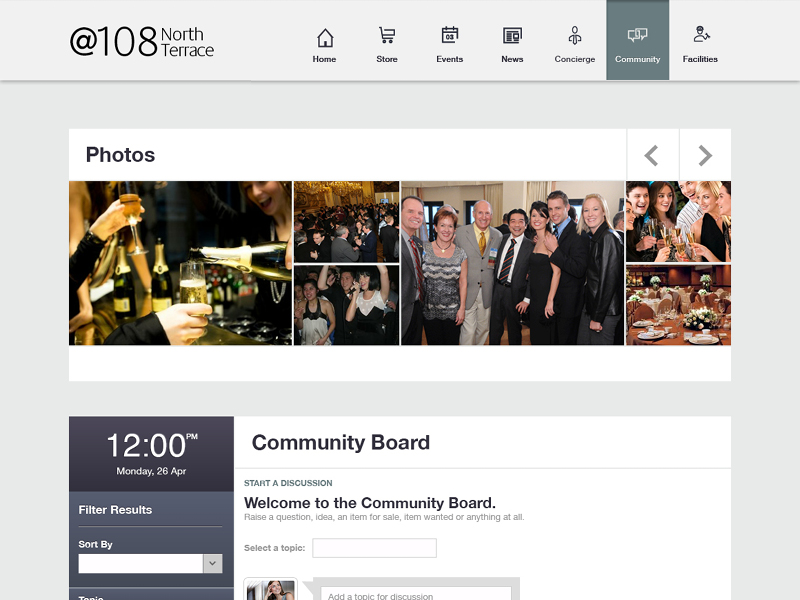 @108 North
Terrace
Home
Store
03
Events
News
Concierge
Community
Facilities
Photos
12:00 PM
Monday, 26 Apr
Filter Results
Sort By
Topic
Community Board
START A DISCUSSION
Welcome to the Community Board.
Raise a question, idea, an item for sale, item wanted or anything at all.
Select a topic:
Add a topic for discussion